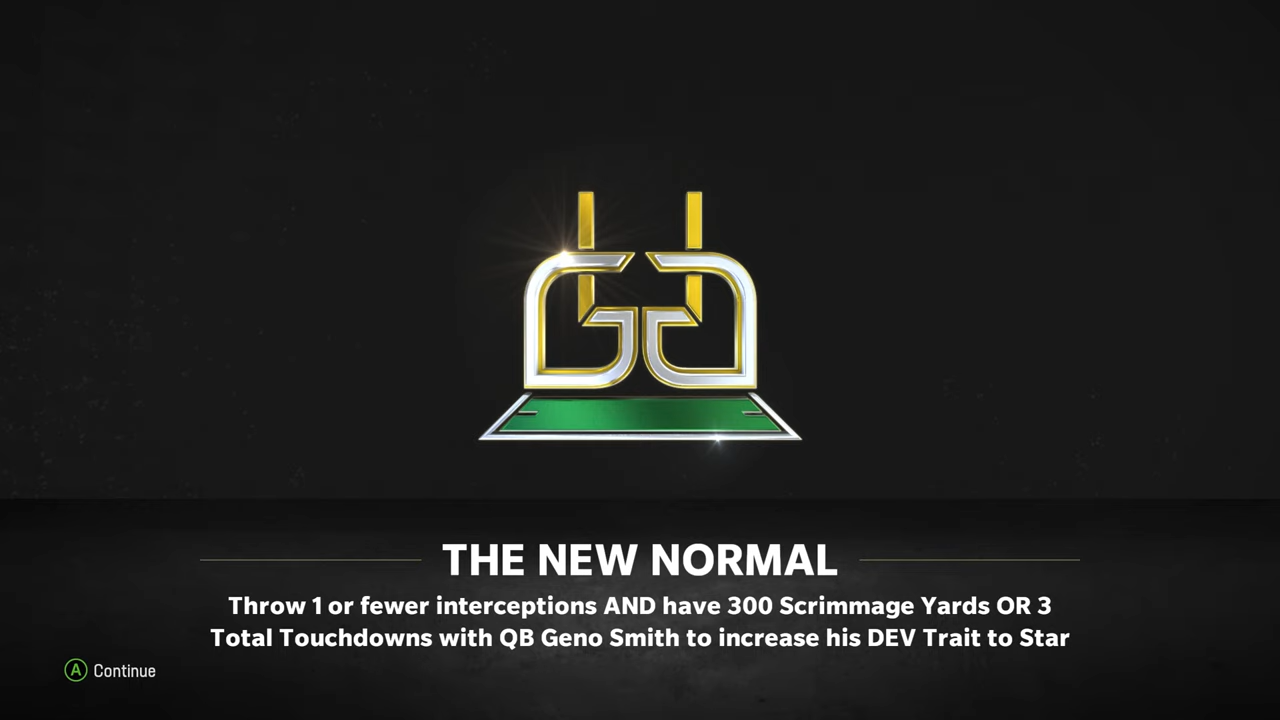 THE NEW NORMAL
Throw 1 or fewer interceptions AND have 300 Scrimmage Yards OR 3
Total Touchdowns with QB Geno Smith to increase his DEV Trait to Star
A Continue